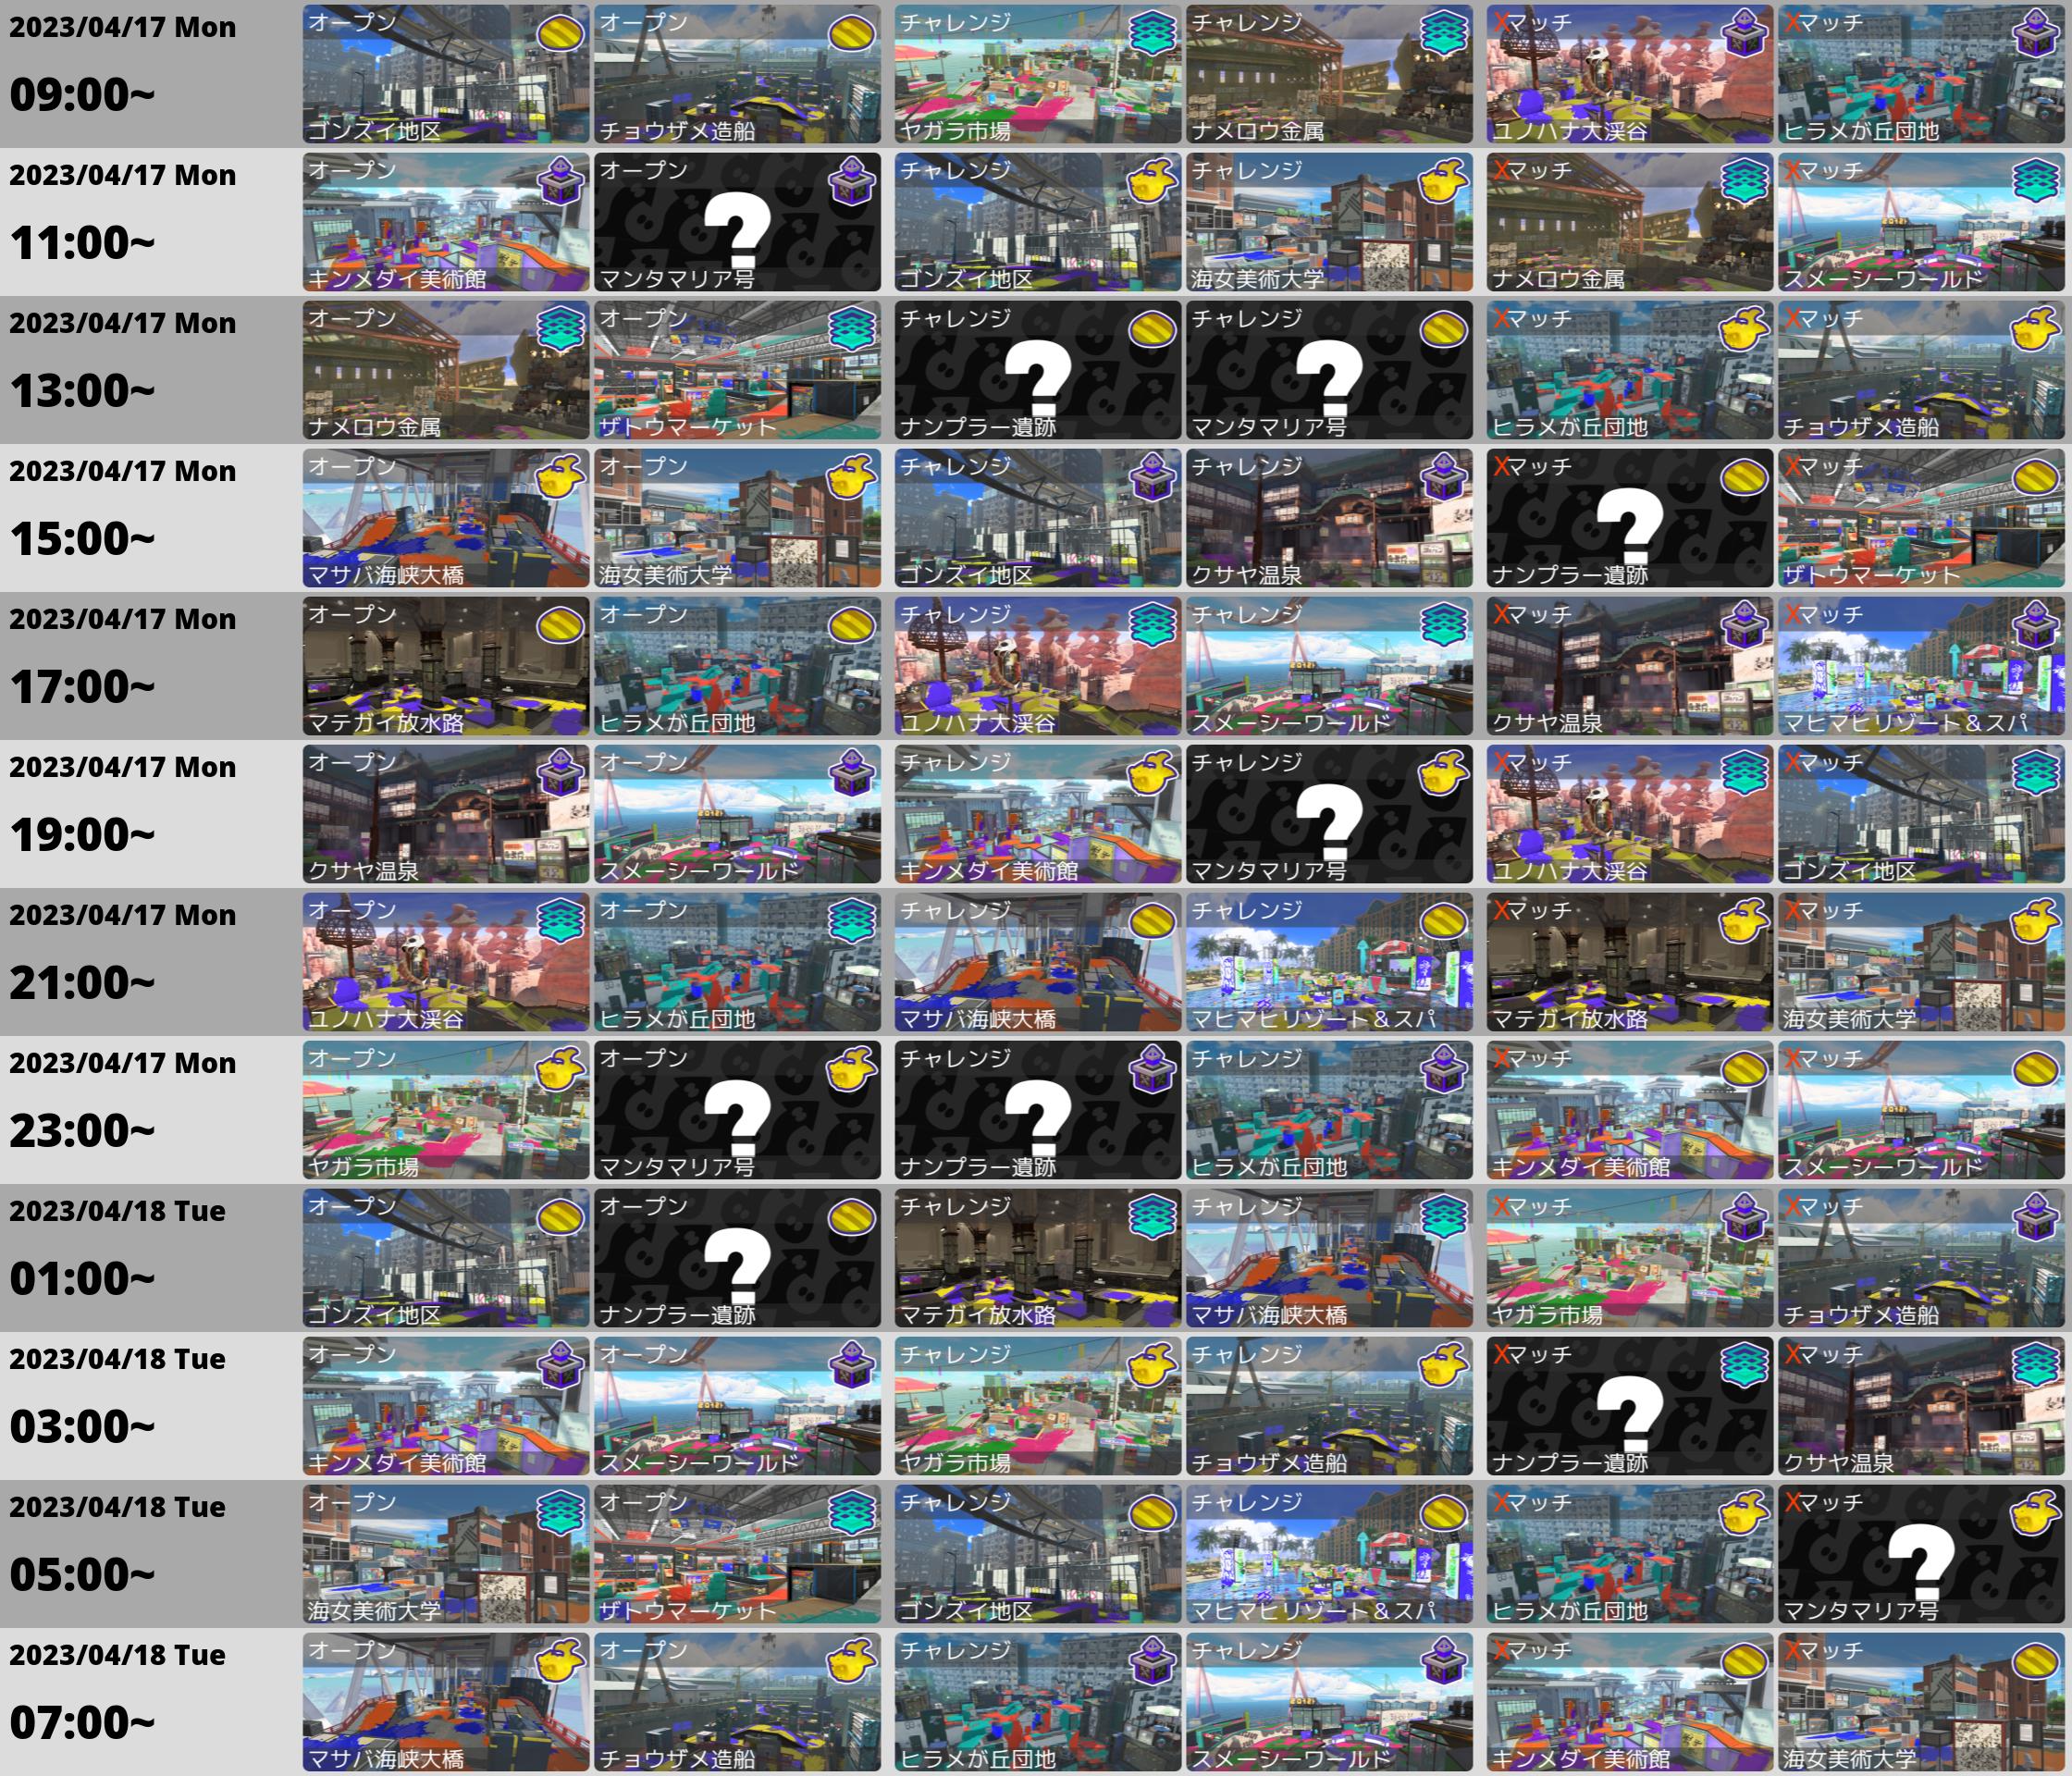 2023/04/17 Mon
09:00~
オープン オープン チャレンジ チャレンジ Xマッチ Xマッチ
ゴンズイ地区 チョウザメ造船 ヤガラ市場 ナメロウ金属 ユノハナ大渓谷 ヒラメが丘団地
2023/04/17 Mon
11:00~
オープン オープン チャレンジ チャレンジ Xマッチ Xマッチ
?
キンメダイ美術館 マンタマリア号 ゴンズイ地区 海女美術大学 ナメロウ金属 スメーシーワールド
2023/04/17 Mon
13:00~
オープン オープン チャレンジ チャレンジ Xマッチ Xマッチ
? ?
ナメロウ金属 ザトウマーケット ナンプラー遺跡 マンタマリア号 ヒラメが丘団地 チョウザメ造船
2023/04/17 Mon
15:00~
オープン オープン チャレンジ チャレンジ Xマッチ Xマッチ
?
マサバ海峡大橋 海女美術大学 ゴンズイ地区 クサヤ温泉 ナンプラー遺跡 ザトウマーケット
2023/04/17 Mon
17:00~
オープン オープン チャレンジ チャレンジ Xマッチ Xマッチ
マテガイ放水路 ヒラメが丘団地 ユノハナ大渓谷 スメーシーワールド クサヤ温泉 マヒマヒリゾート＆スパ
2023/04/17 Mon
19:00~
オープン オープン チャレンジ チャレンジ Xマッチ Xマッチ
?
クサヤ温泉 スメーシーワールド キンメダイ美術館 マンタマリア号 ユノハナ大渓谷 ゴンズイ地区
2023/04/17 Mon
21:00~
オープン オープン チャレンジ チャレンジ Xマッチ Xマッチ
ユノハナ大渓谷 ヒラメが丘団地 マサバ海峡大橋 マヒマヒリゾート＆スパ マテガイ放水路 海女美術大学
2023/04/17 Mon
23:00~
オープン オープン チャレンジ チャレンジ Xマッチ Xマッチ
? ?
ヤガラ市場 マンタマリア号 ナンプラー遺跡 ヒラメが丘団地 キンメダイ美術館 スメーシーワールド
2023/04/18 Tue
01:00~
オープン オープン チャレンジ チャレンジ Xマッチ Xマッチ
?
ゴンズイ地区 ナンプラー遺跡 マテガイ放水路 マサバ海峡大橋 ヤガラ市場 チョウザメ造船
2023/04/18 Tue
03:00~
オープン オープン チャレンジ チャレンジ Xマッチ Xマッチ
?
キンメダイ美術館 スメーシーワールド ヤガラ市場 チョウザメ造船 ナンプラー遺跡 クサヤ温泉
2023/04/18 Tue
05:00~
オープン オープン チャレンジ チャレンジ Xマッチ Xマッチ
?
海女美術大学 ザトウマーケット ゴンズイ地区 マヒマヒリゾート＆スパ ヒラメが丘団地 マンタマリア号
2023/04/18 Tue
07:00~
オープン オープン チャレンジ チャレンジ Xマッチ Xマッチ
マサバ海峡大橋 チョウザメ造船 ヒラメが丘団地 スメーシーワールド キンメダイ美術館 海女美術大学